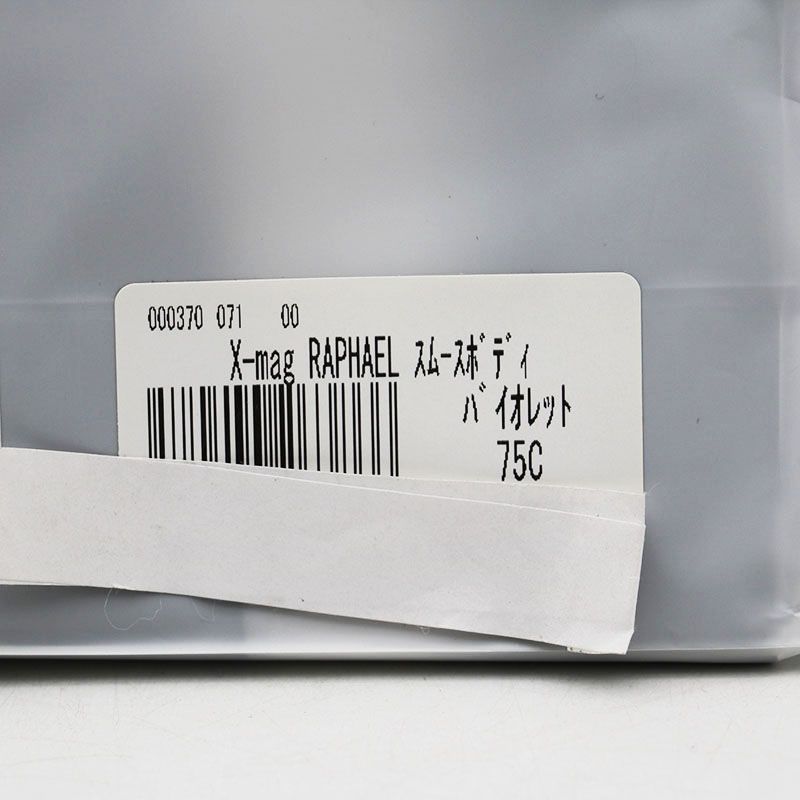 000370 071 00
X-mag RAPHAEL ｽﾑｰｽﾎﾞﾃﾞｨ
ﾊﾞｲｵﾚｯﾄ
75C